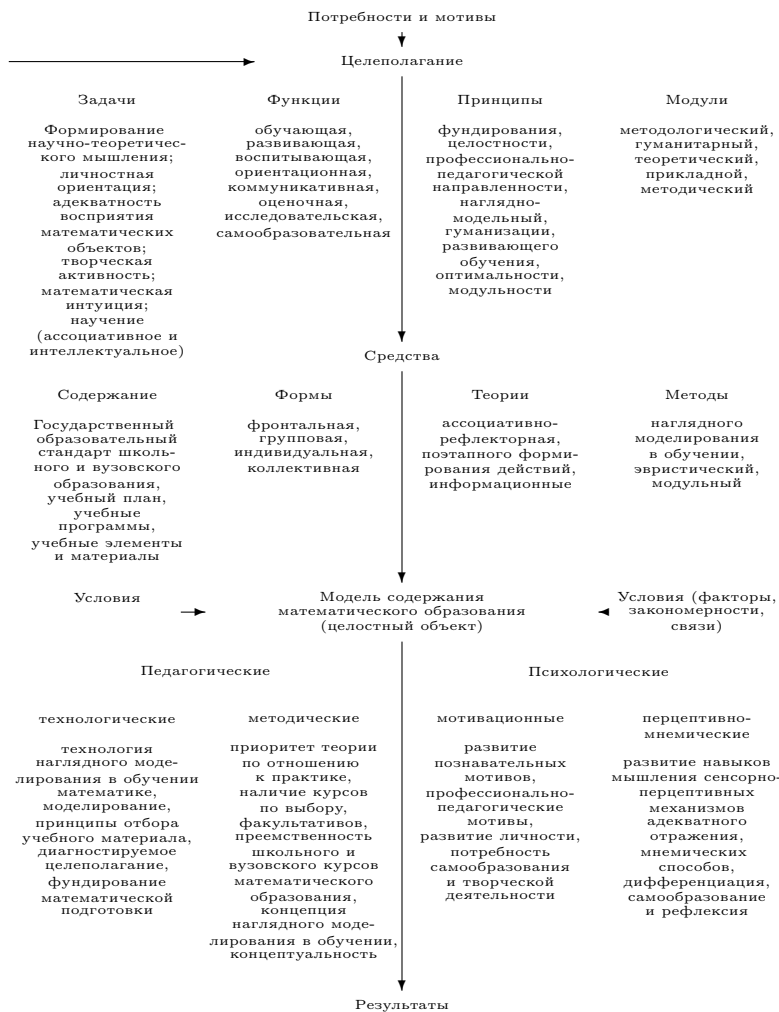 Потребности и мотивы
Целеполагание
Задачи
Формирование
научно-теоретичес-
кого мышления;
личностная
ориентация;
адекватность
восприятия
математических
объектов;
творческая
активность;
математическая
интуиция;
научение
(ассоциативное и
интеллектуальное)
Функции
обучающая,
развивающая,
воспитывающая,
ориентационная,
коммуникативная,
оценочная,
исследовательская,
самообразовательная
Принципы
фундирования,
целостности,
профессионально-
педагогической
направленности,
наглядно-
модельный,
гуманизации,
развивающего
обучения,
оптимальности,
модульности
Модули
методологический,
гуманитарный,
теоретический,
прикладной,
методический
Средства
Содержание
Государственный
образовательный
стандарт школь-
ного и вузовского
образования,
учебный план,
учебные
программы,
учебные элементы
и материалы
Формы
фронтальная,
групповая,
индивидуальная,
коллективная
Теории
ассоциативно-
рефлекторная,
поэтапного форми-
рования действий,
информационные
Методы
наглядного
моделирования
в обучении,
эвристический,
модульный
Условия
Модель содержания
математического образования
(целостный объект)
Условия (факторы,
закономерности,
связи)
Педагогические
Психологические
технологические
технология
наглядного моде-
лирования в обучении
математике,
моделирование,
принципы отбора
учебного материала,
диагностируемое
целеполагание,
фундирование
математической
подготовки
методические
приоритет теории
по отношению
к практике,
наличие курсов
по выбору,
факультативов,
преемственность
школьного и
вузовского курсов
математического
образования,
концепция
наглядного моде-
лирования в обучении,
концептуальность
мотивационные
развитие
познавательных
мотивов,
профессионально-
педагогические
мотивы,
развитие личности,
потребность
самообразования
и творческой
деятельности
перцептивно-
мнемические
развитие навыков
мышления сенсорно-
перцептивных
механизмов
адекватного
отражения,
мнемических
способов,
дифференциация,
самообразование
и рефлексия
Результаты